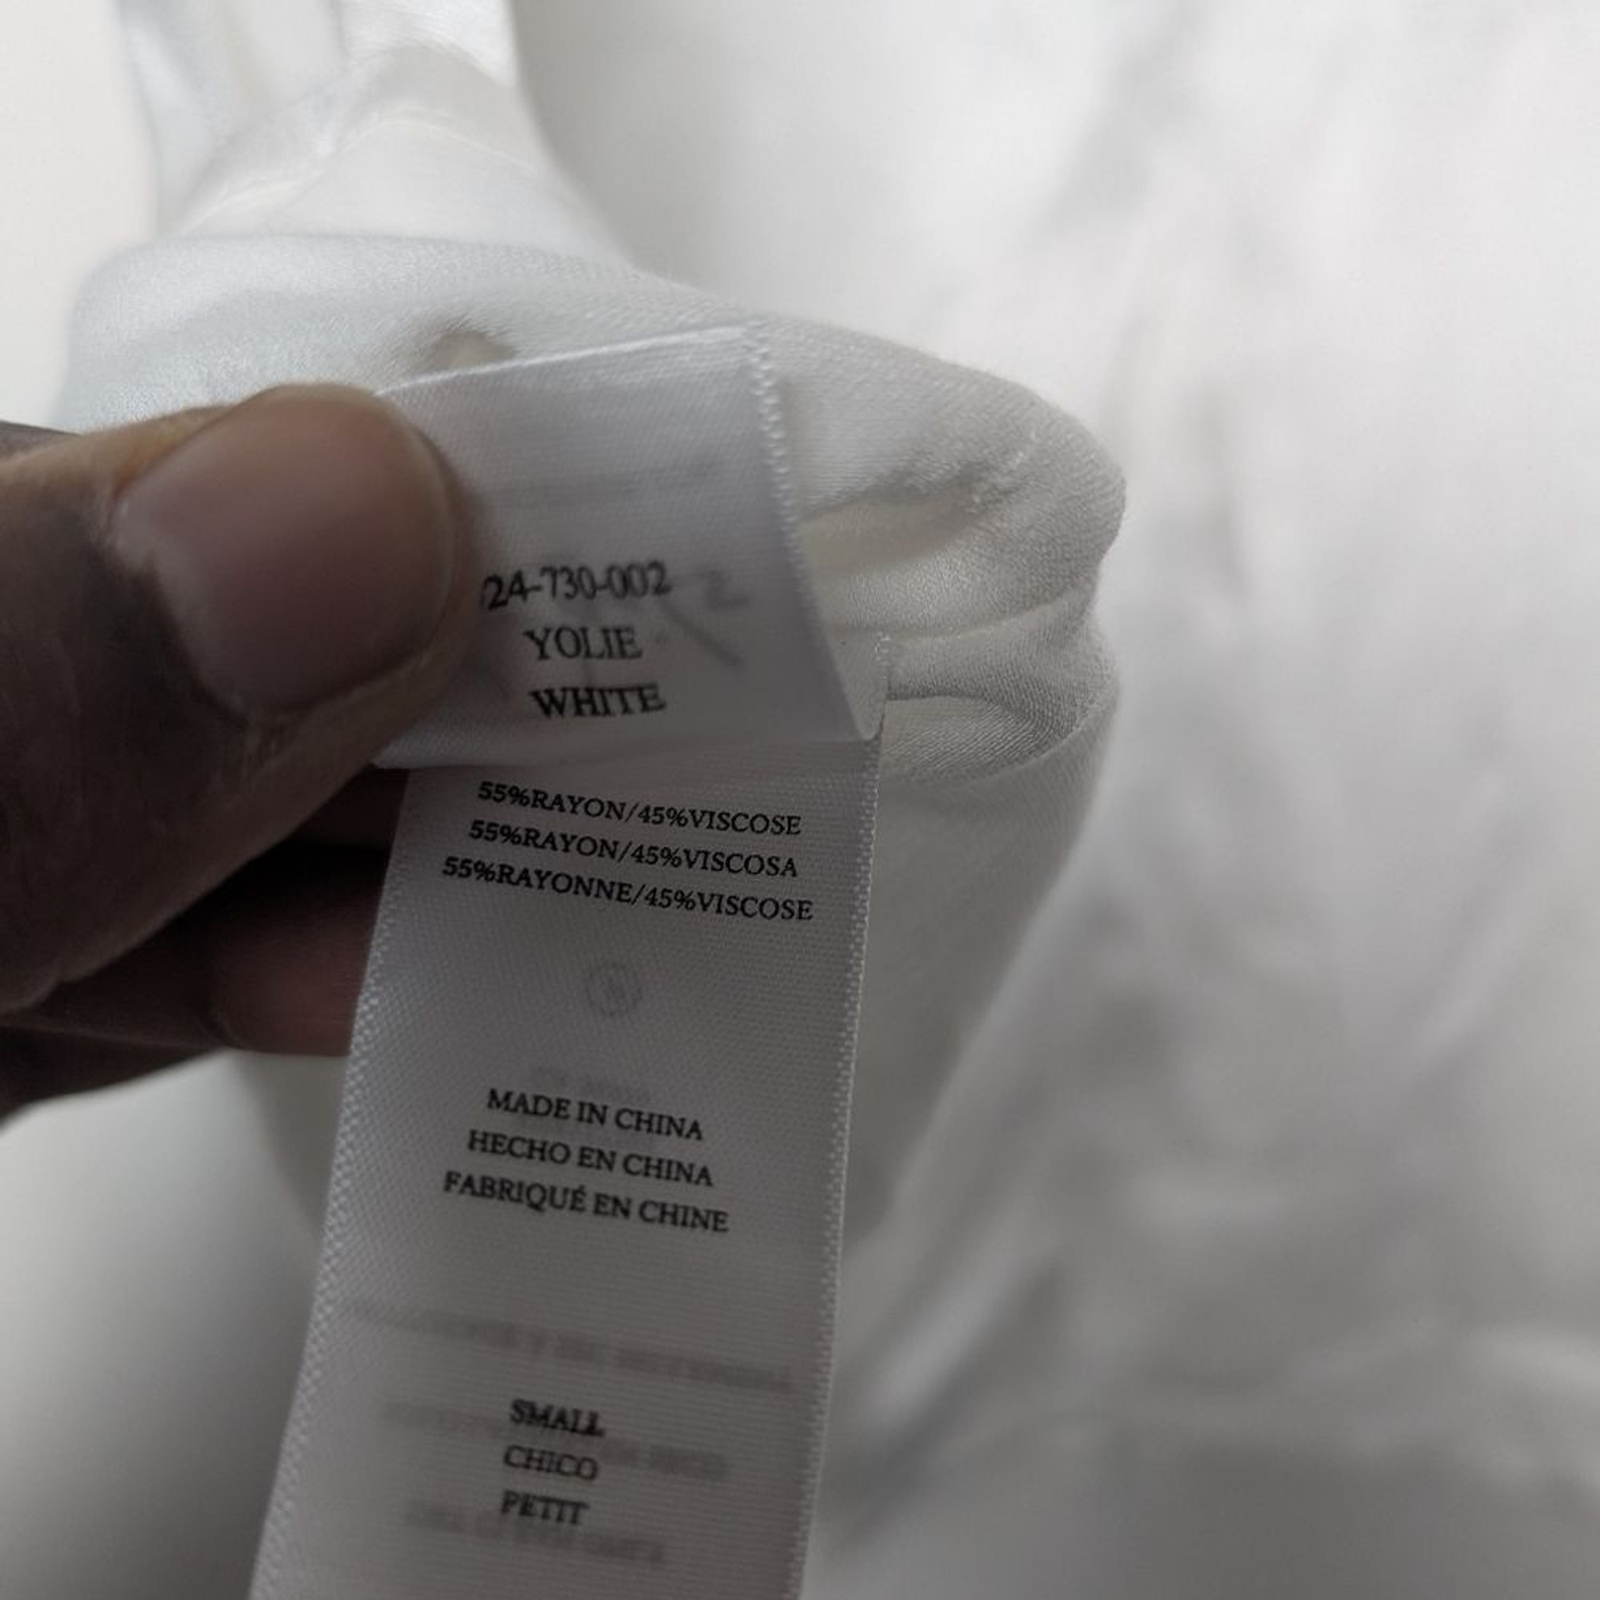 24-730-002
YOLIE
WHITE
55%RAYON/45%VISCOSE
55%RAYON/45%VISCOSA
55%RAYONNE/45%VISCOSE
MADE IN CHINA
HECHO EN CHINA
FABRIQUÉ EN CHINE
SMALL
CHICO
PETIT